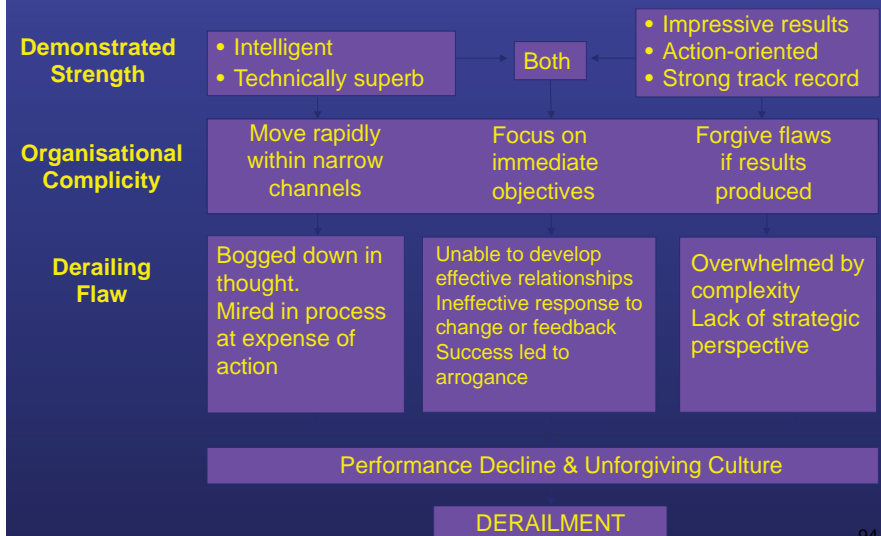 Demonstrated
Strength
• Intelligent
• Technically superb
Both
• Impressive results
• Action-oriented
• Strong track record
Organisational
Complicity
Move rapidly
within narrow
channels
Focus on
immediate
objectives
Forgive flaws
if results
produced
Derailing
Flaw
Bogged down in
thought.
Mired in process
at expense of
action
Unable to develop
effective relationships
Ineffective response to
change or feedback
Success led to
arrogance
Overwhelmed by
complexity
Lack of strategic
perspective
Performance Decline & Unforgiving Culture
DERAILMENT